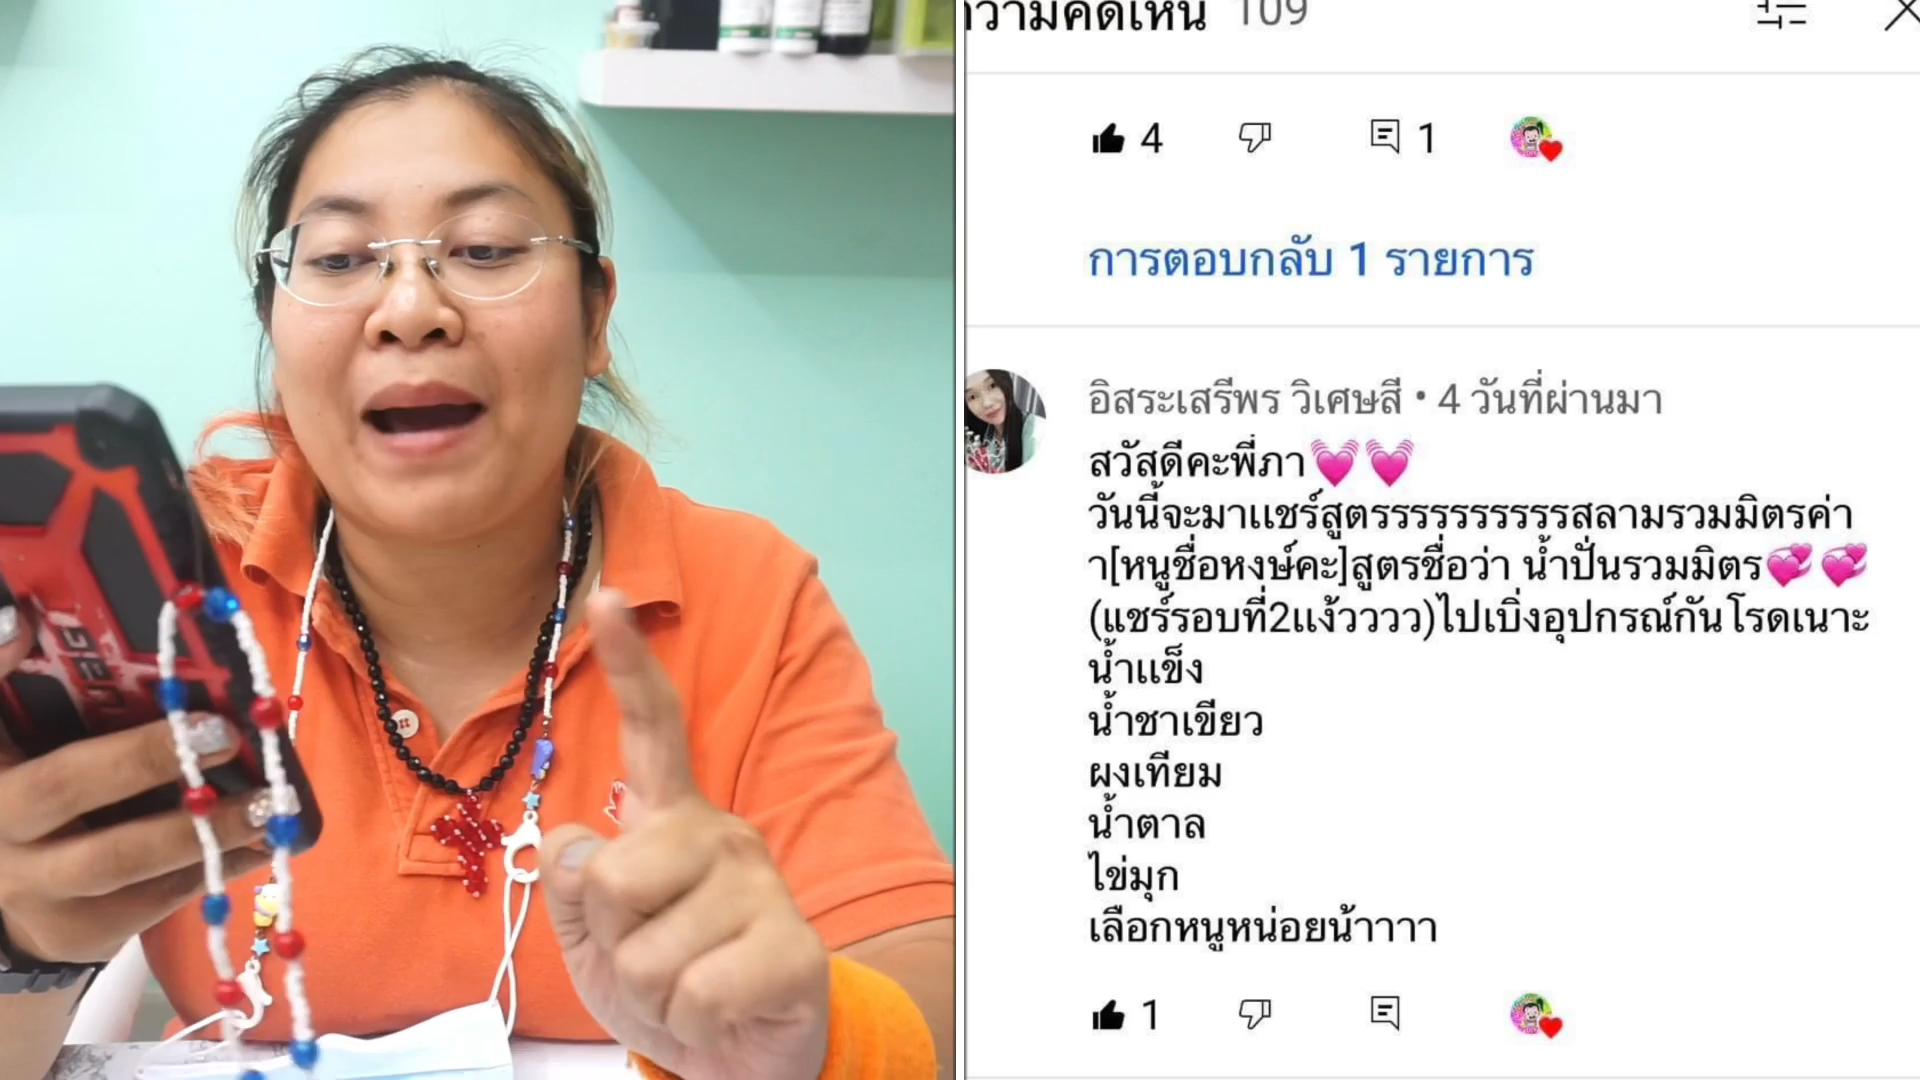 ความคิดเห็น 109
4 1
การตอบกลับ 1 รายการ
อิสระเสรีพร วิเศษสี • 4 วันที่ผ่านมา
สวัสดีคะพี่ภา💓💓
วันนี้จะมาแชร์สูตรรรรรรรรรรรสลามรวมมิตรค่า
า[หนูชื่อหงษ์คะ]สูตรชื่อว่า น้ำปั่นรวมมิตร💞💞
(แชร์รอบที่2แง้วววว)ไปเบิ่งอุปกรณ์กันโรดเนาะ
น้ำแข็ง
น้ำชาเขียว
ผงเทียม
น้ำตาล
ไข่มุก
เลือกหนูหน่อยน้าาาา
1